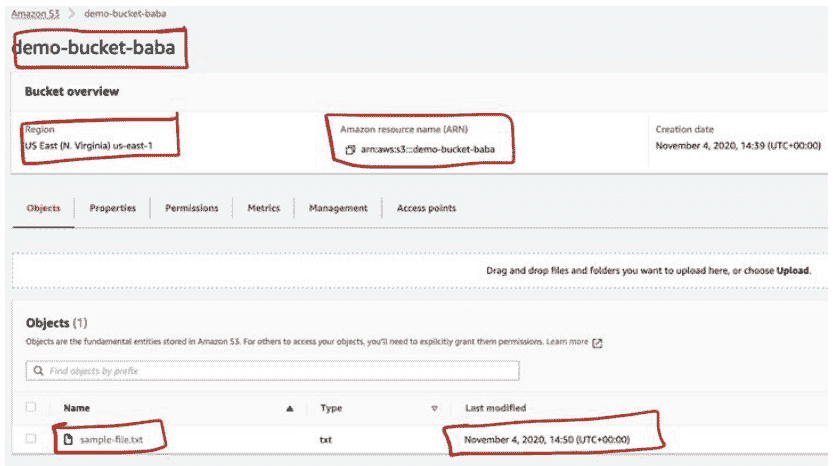 Amazon S3 > demo-bucket-baba
demo-bucket-baba
Bucket overview
Region
US East (N. Virginia) us-east-1
Amazon resource name (ARN)
arn:aws:s3:::demo-bucket-baba
Creation date
November 4, 2020, 14:39 (UTC+00:00)
Objects Properties Permissions Metrics Management Access points
Drag and drop files and folders you want to upload here, or choose Upload.
Objects (1)
Objects are the fundamental entities stored in Amazon S3. For others to access your objects, you'll need to explicitly grant them permissions. Learn more
Find objects by prefix
Name Type Last modified
sample-file.txt txt November 4, 2020, 14:50 (UTC+00:00)